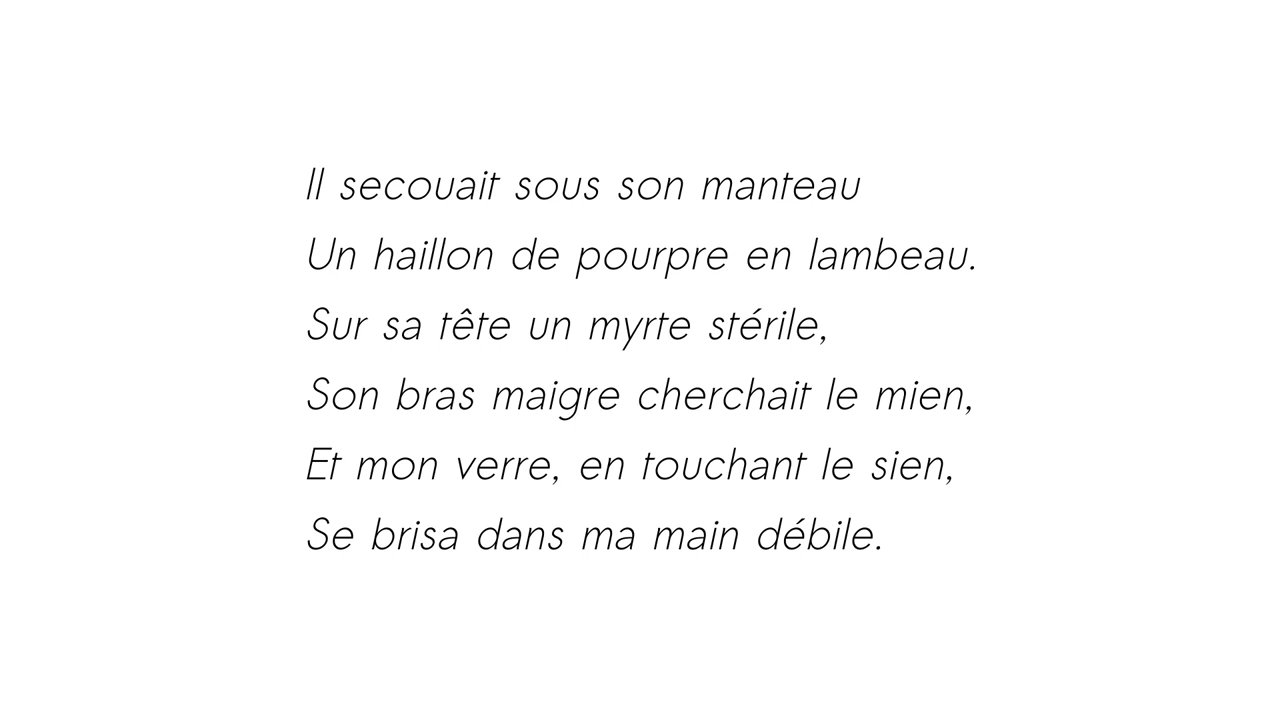 Il secouait sous son manteau
Un haillon de pourpre en lambeau.
Sur sa tête un myrte stérile,
Son bras maigre cherchait le mien,
Et mon verre, en touchant le sien,
Se brisa dans ma main débile.